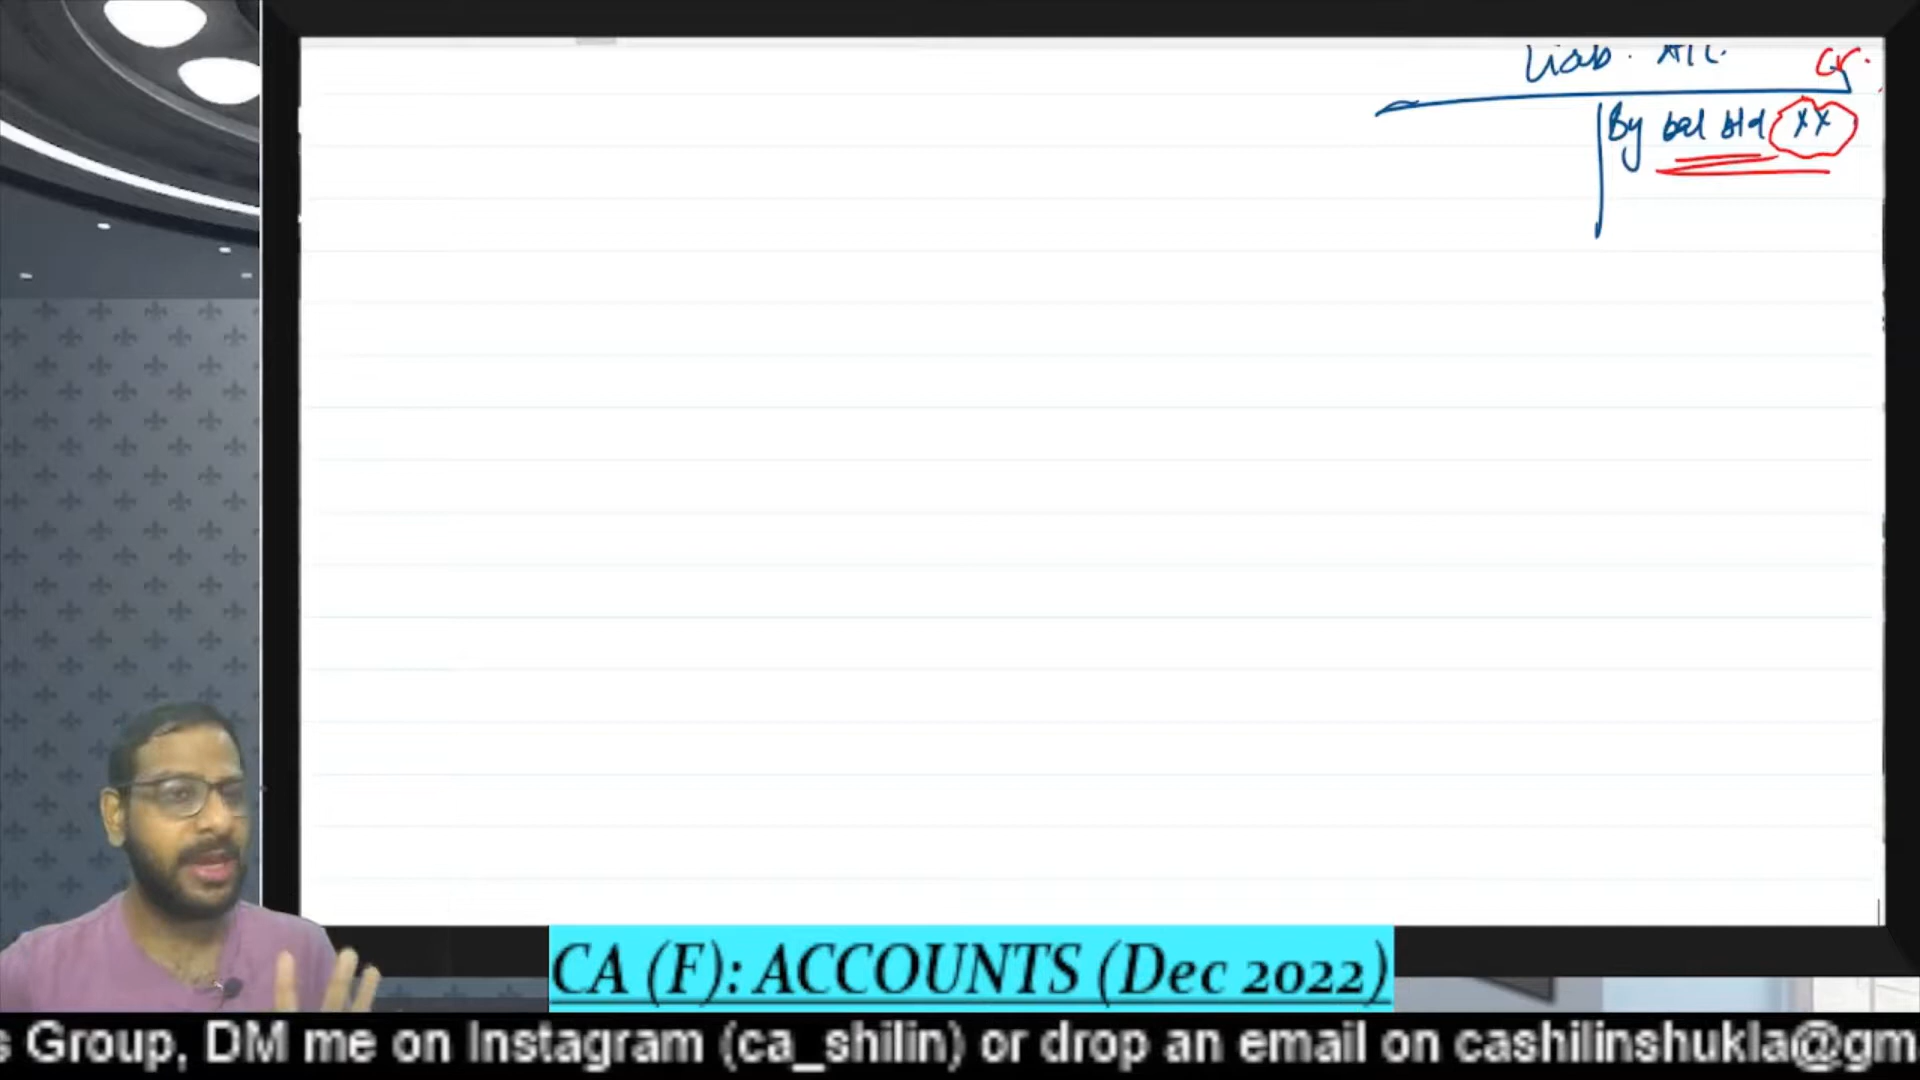 Liab. A/c.
Cr.
By bal b/d xx
CA (F): ACCOUNTS (Dec 2022)
s Group, DM me on Instagram (ca_shilin) or drop an email on cashilinshukla@gm